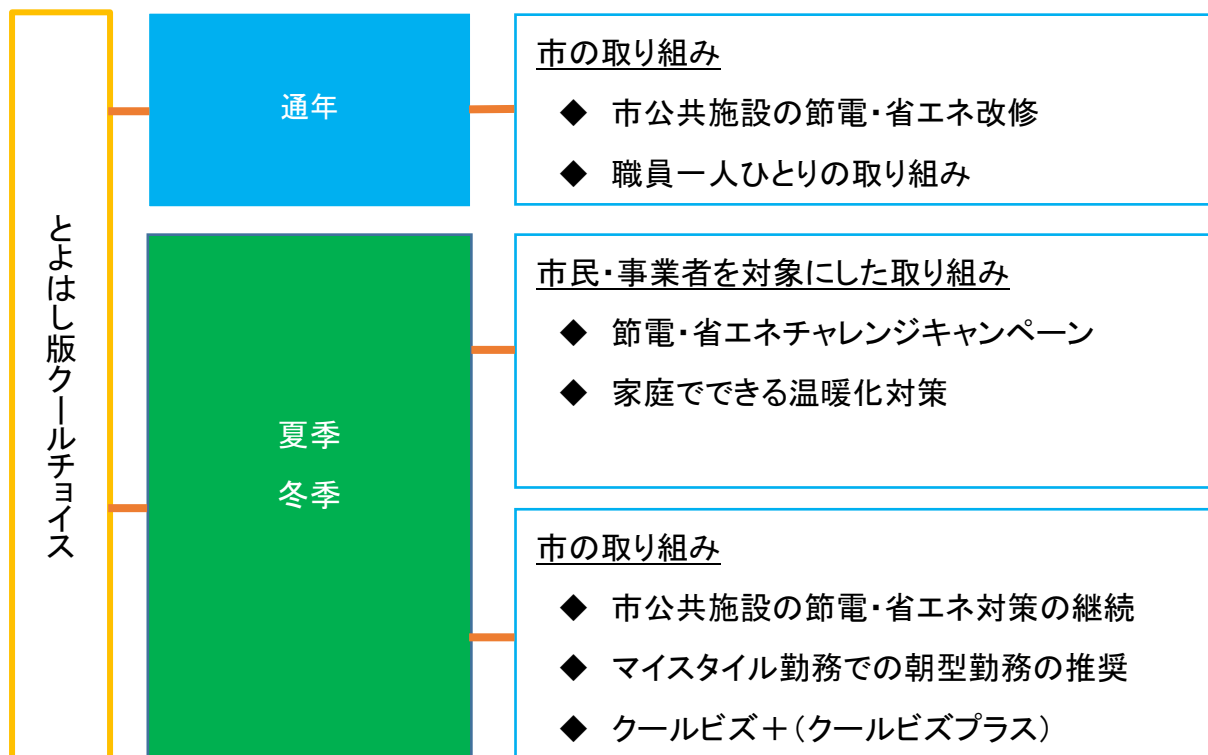 とよはし版クールチョイス
通年
市の取り組み
◆ 市公共施設の節電・省エネ改修
◆ 職員一人ひとりの取り組み
夏季
冬季
市民・事業者を対象にした取り組み
◆ 節電・省エネチャレンジキャンペーン
◆ 家庭でできる温暖化対策
市の取り組み
◆ 市公共施設の節電・省エネ対策の継続
◆ マイスタイル勤務での朝型勤務の推奨
◆ クールビズ＋（クールビズプラス）